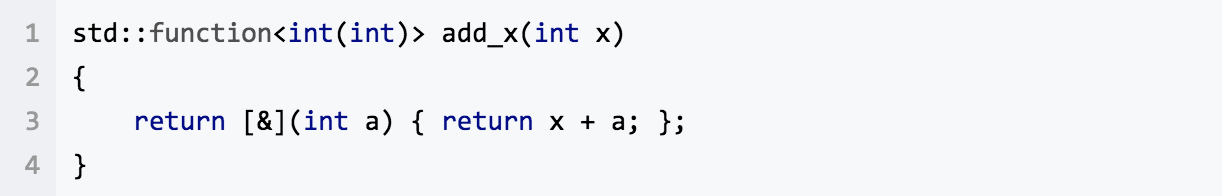 1 std::function<int(int)> add_x(int x)
2 {
3     return [&](int a) { return x + a; };
4 }